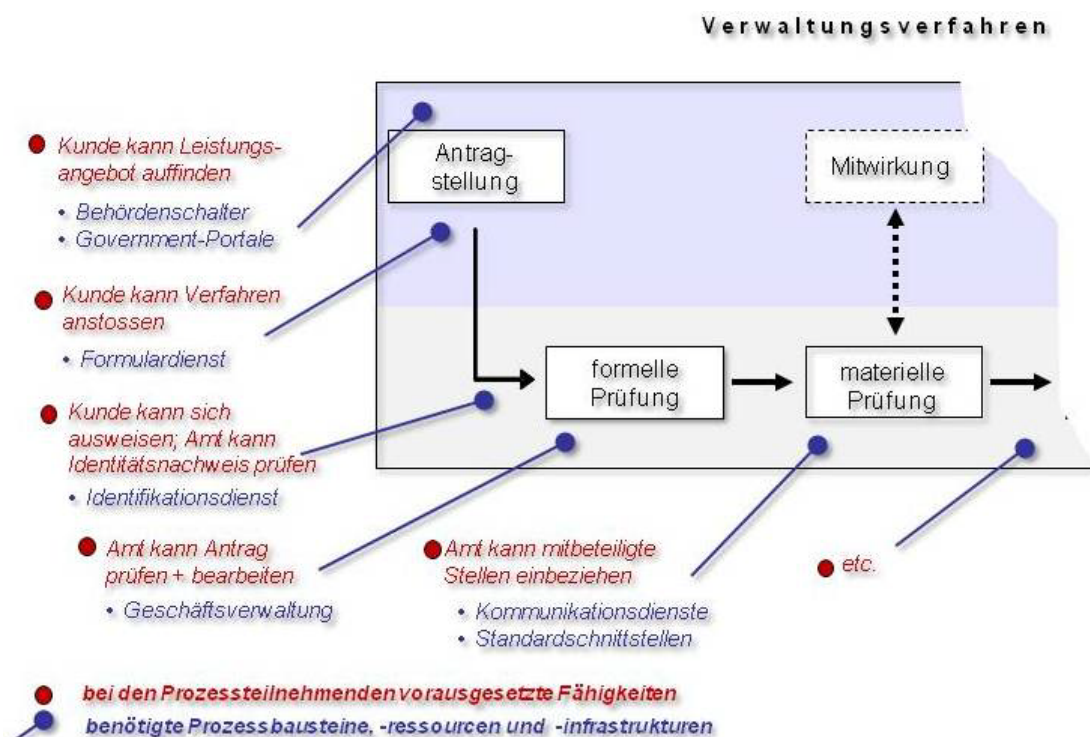 Verwaltungsverfahren
Kunde kann Leistungs-
angebot auffinden
• Behördenschalter
• Government-Portale
Antrag-
stellung
Mitwirkung
Kunde kann Verfahren
anstossen
• Formulardienst
formelle
Prüfung
materielle
Prüfung
Kunde kann sich
ausweisen; Amt kann
Identitätsnachweis prüfen
• Identifikationsdienst
Amt kann Antrag
prüfen + bearbeiten
• Geschäftsverwaltung
Amt kann mitbeteiligte
Stellen einbeziehen
• Kommunikationsdienste
• Standardschnittstellen
etc.
bei den Prozessteilnehmenden vorausgesetzte Fähigkeiten
benötigte Prozessbausteine, -ressourcen und -infrastrukturen